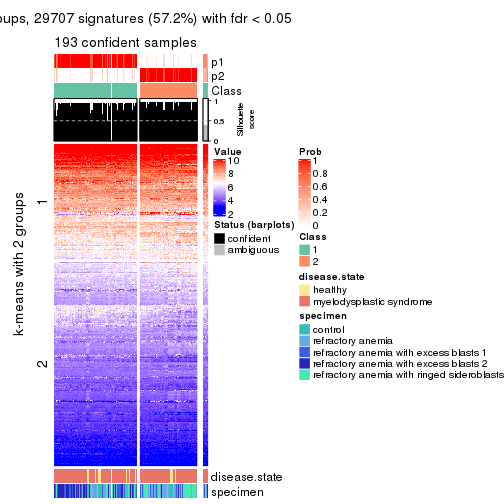 oups, 29707 signatures (57.2%) with fdr < 0.05
193 confident samples
p1
p2
Class
1
0.5
0
Silhouette
score
k-means with 2 groups
1
2
disease.state
specimen
Value
10
8
6
4
2
Status (barplots)
confident
ambiguous
Prob
1
0.8
0.6
0.4
0.2
0
Class
1
2
disease.state
healthy
myelodysplastic syndrome
specimen
control
refractory anemia
refractory anemia with excess blasts 1
refractory anemia with excess blasts 2
refractory anemia with ringed sideroblasts